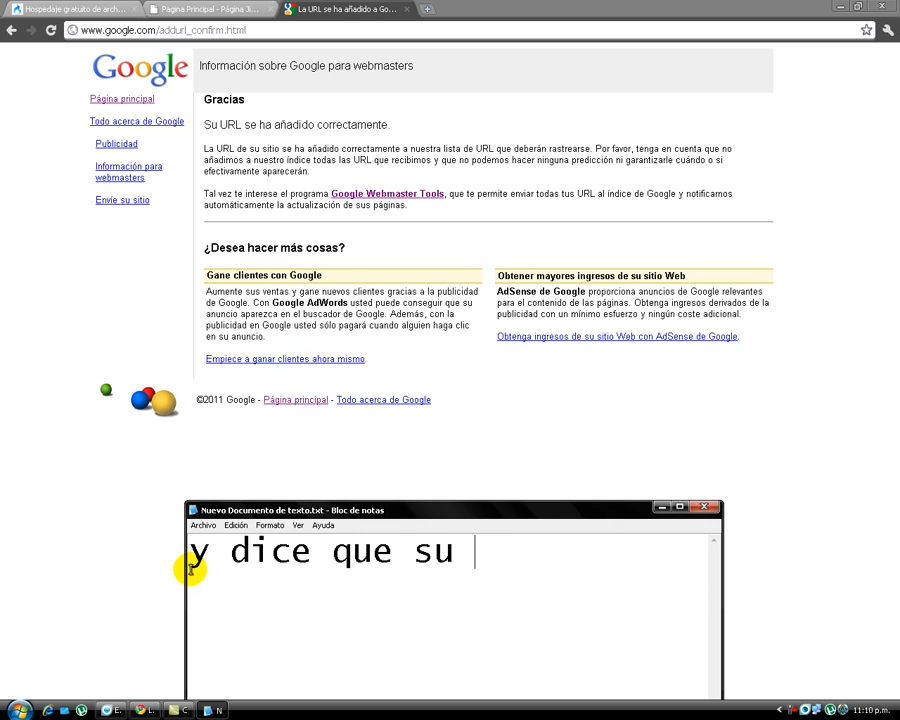 Hospedaje gratuito de arch...
Pagina Principal - Página Ji...
La URL se ha añadido a Go...
www.google.com/addurl_confirm.html
Google
Información sobre Google para webmasters
Página principal
Todo acerca de Google
Publicidad
Información para
webmasters
Envíe su sitio
Gracias
Su URL se ha añadido correctamente.
La URL de su sitio se ha añadido correctamente a nuestra lista de URL que deberán rastrearse. Por favor, tenga en cuenta que no
añadimos a nuestro índice todas las URL que recibimos y que no podemos hacer ninguna predicción ni garantizarle cuándo o si
efectivamente aparecerán.
Tal vez te interese el programa Google Webmaster Tools, que te permite enviar todas tus URL al índice de Google y notificarnos
automáticamente la actualización de sus páginas.
¿Desea hacer más cosas?
Gane clientes con Google
Aumente sus ventas y gane nuevos clientes gracias a la publicidad
de Google. Con Google AdWords usted puede conseguir que su
anuncio aparezca en el buscador de Google. Además, con la
publicidad en Google usted sólo pagará cuando alguien haga clic
en su anuncio.
Empiece a ganar clientes ahora mismo.
Obtener mayores ingresos de su sitio Web
AdSense de Google proporciona anuncios de Google relevantes
para el contenido de las páginas. Obtenga ingresos derivados de la
publicidad con un mínimo esfuerzo y ningún coste adicional.
Obtenga ingresos de su sitio Web con AdSense de Google.
©2011 Google - Página principal - Todo acerca de Google
Nuevo Documento de texto.txt - Bloc de notas
Archivo Edición Formato Ver Ayuda
y dice que su
E. L. C N
11:10 p.m.